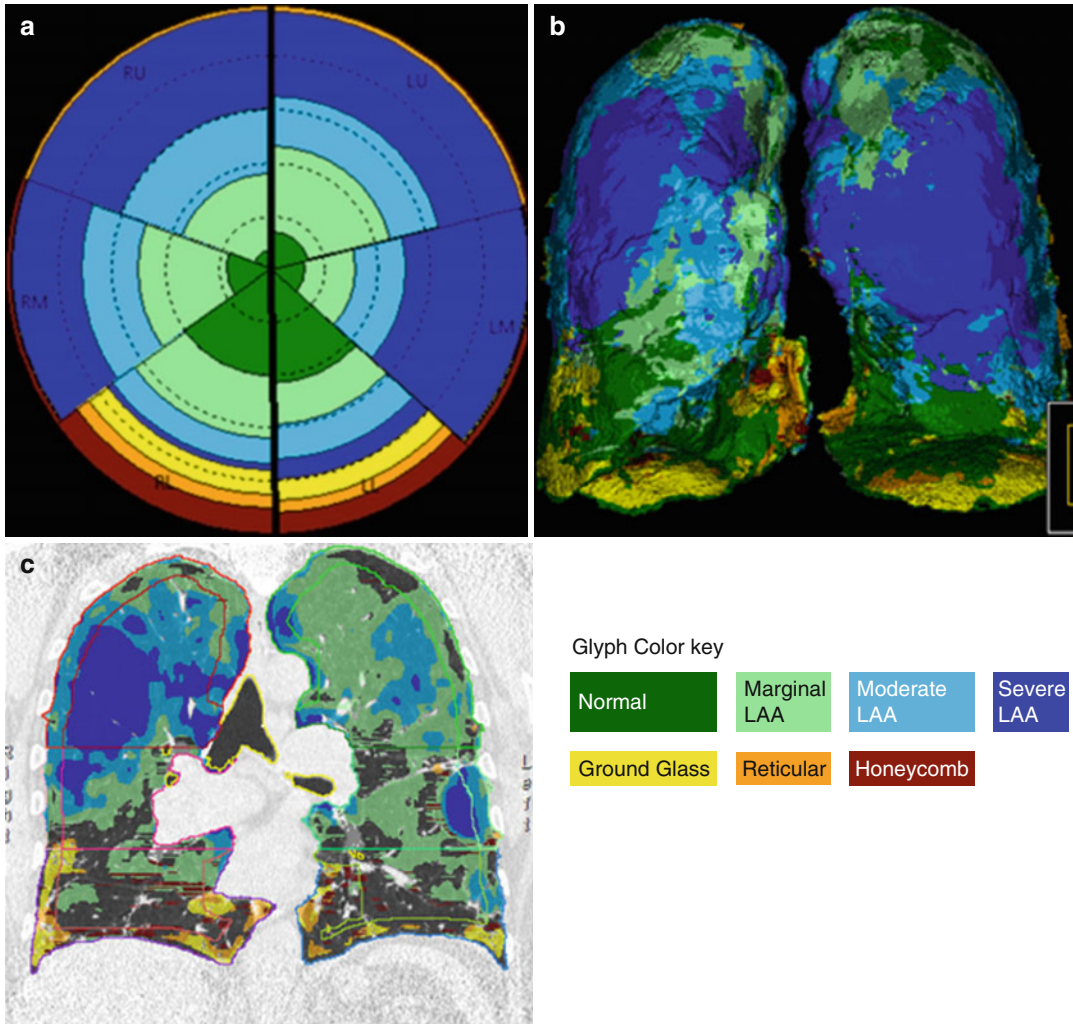 a
RU
LU
RM
LM
RL
LL
b
c
Glyph Color key
Normal
Marginal
LAA
Moderate
LAA
Severe
LAA
Ground Glass
Reticular
Honeycomb